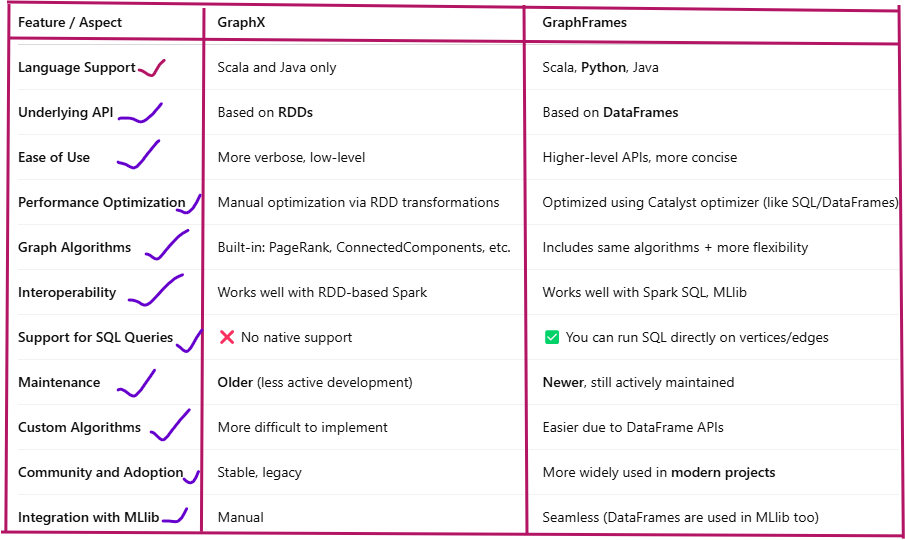 Feature / Aspect GraphX GraphFrames
Language Support Scala and Java only Scala, Python, Java
Underlying API Based on RDDs Based on DataFrames
Ease of Use More verbose, low-level Higher-level APIs, more concise
Performance Optimization Manual optimization via RDD transformations Optimized using Catalyst optimizer (like SQL/DataFrames)
Graph Algorithms Built-in: PageRank, ConnectedComponents, etc. Includes same algorithms + more flexibility
Interoperability Works well with RDD-based Spark Works well with Spark SQL, MLlib
Support for SQL Queries ❌ No native support ✅ You can run SQL directly on vertices/edges
Maintenance Older (less active development) Newer, still actively maintained
Custom Algorithms More difficult to implement Easier due to DataFrame APIs
Community and Adoption Stable, legacy More widely used in modern projects
Integration with MLlib Manual Seamless (DataFrames are used in MLlib too)